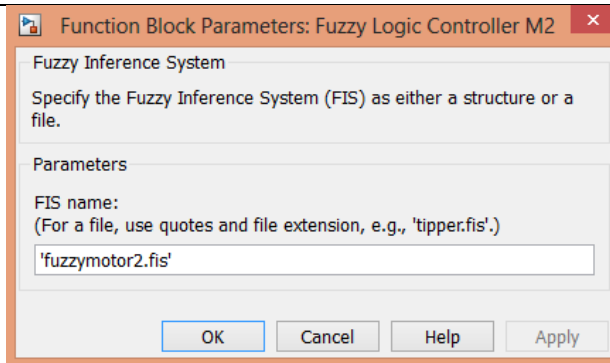 Function Block Parameters: Fuzzy Logic Controller M2
Fuzzy Inference System
Specify the Fuzzy Inference System (FIS) as either a structure or a
file.
Parameters
FIS name:
(For a file, use quotes and file extension, e.g., 'tipper.fis'.)
'fuzzymotor2.fis'
OK Cancel Help Apply